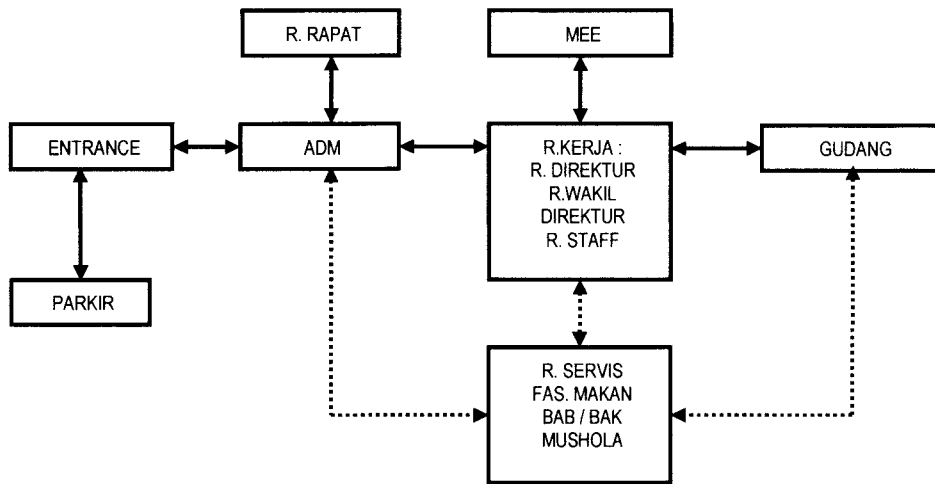 R. RAPAT
MEE
ENTRANCE
ADM
R.KERJA :
R. DIREKTUR
R.WAKIL
DIREKTUR
R. STAFF
GUDANG
PARKIR
R. SERVIS
FAS. MAKAN
BAB / BAK
MUSHOLA